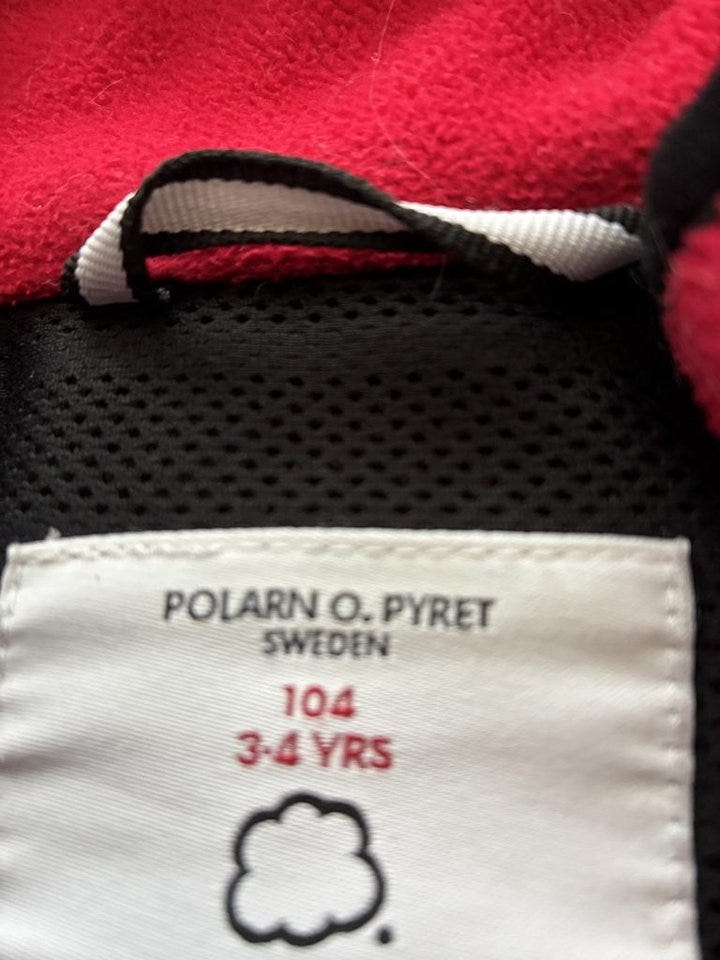 POLARN O. PYRET
SWEDEN
104
3-4 YRS